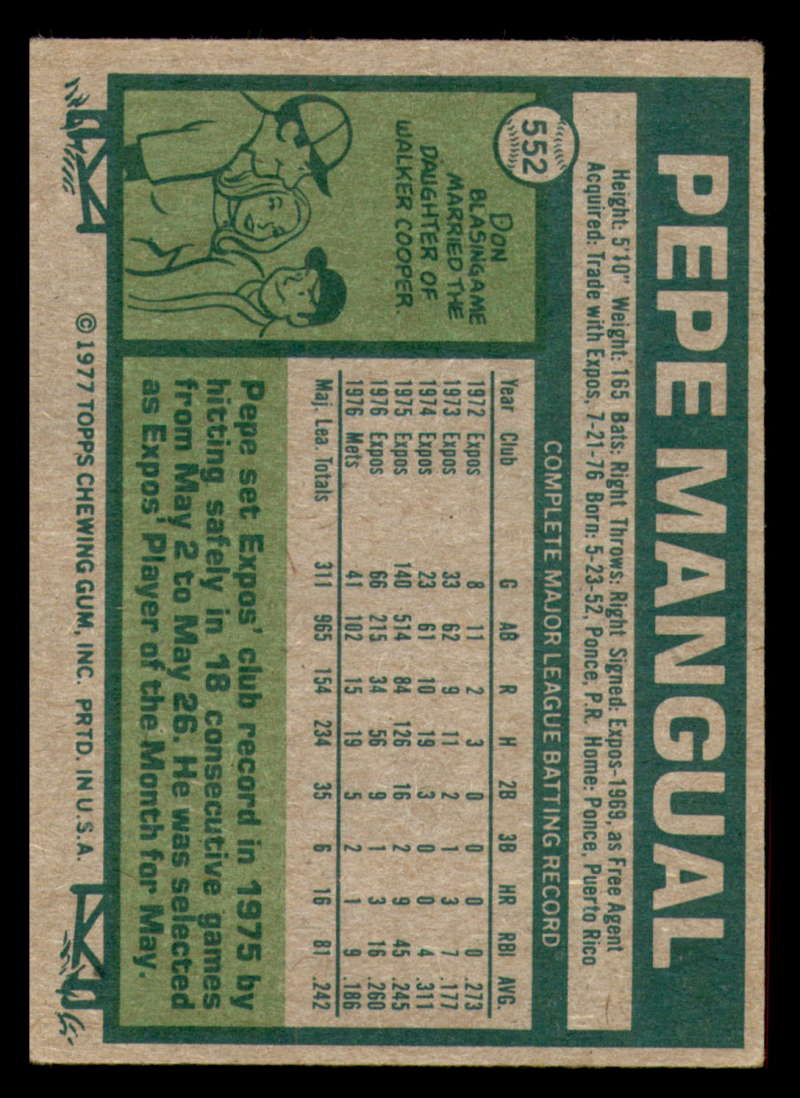 552
PEPE MANGUAL
Height: 5'10" Weight: 165 Bats: Right Throws: Right Signed: Expos-1969, as Free Agent
Acquired: Trade with Expos, 7-21-76 Born: 5-23-52, Ponce, P.R. Home: Ponce, Puerto Rico
COMPLETE MAJOR LEAGUE BATTING RECORD
Year Club G AB R H 2B 3B HR RBI AVG.
1972 Expos 8 11 2 3 0 0 0 0 .273
1973 Expos 33 62 9 11 2 1 3 7 .177
1974 Expos 23 61 10 19 3 0 0 4 .311
1975 Expos 140 514 84 126 16 2 9 45 .245
1976 Expos 66 215 34 56 9 1 3 16 .260
1976 Mets 41 102 15 19 5 2 1 9 .186
Maj. Lea. Totals 311 965 154 234 35 6 16 81 .242
DON
BLASINGAME
MARRIED THE
DAUGHTER OF
WALKER COOPER.
Pepe set Expos' club record in 1975 by
hitting safely in 18 consecutive games
from May 2 to May 26. He was selected
as Expos' Player of the Month for May.
©1977 TOPPS CHEWING GUM, INC. PRTD. IN U.S.A.